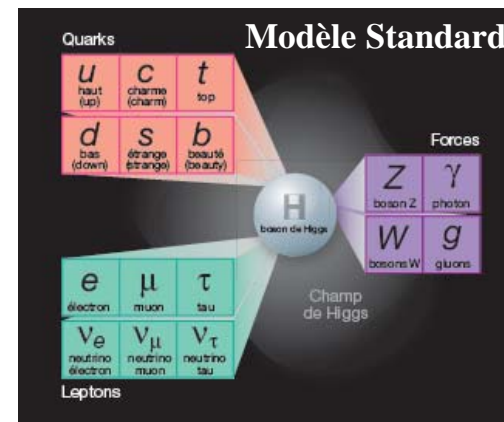 Modèle Standard
Quarks
u c t
haut charme top
(up) (charm)
d s b
bas étrange beauté
(down) (strange) (beauty)
H
boson de Higgs
Forces
Z γ
boson Z photon
W g
bosons W gluons
Champ
de Higgs
e μ τ
électron muon tau
νe νμ ντ
neutrino neutrino neutrino
électron muon tau
Leptons